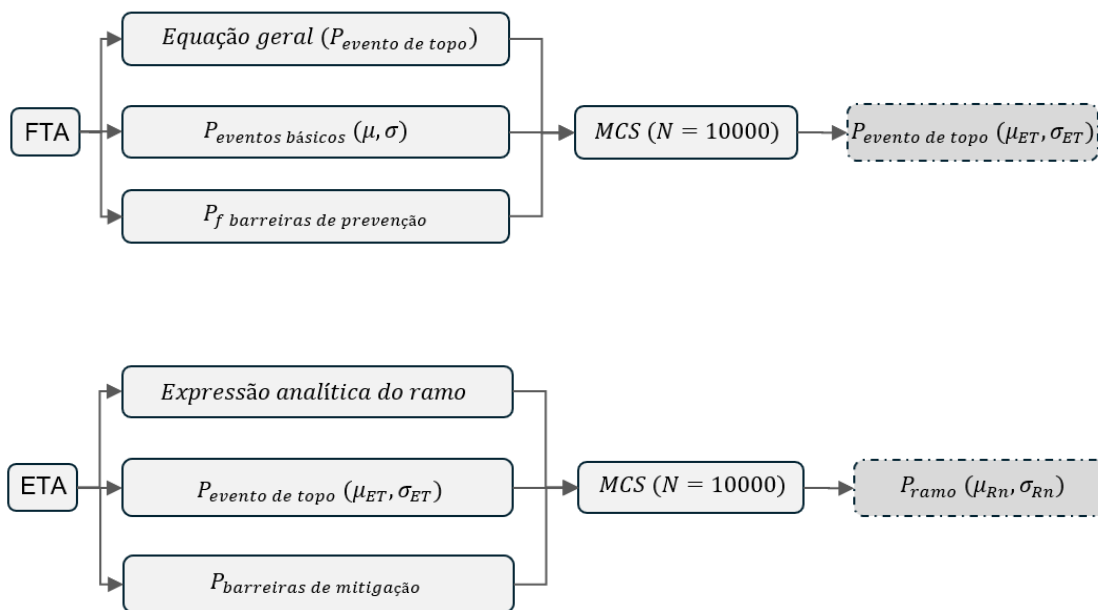 Equação geral (P_evento de topo)
FTA
P_eventos básicos (μ, σ)
MCS (N = 10000)
P_evento de topo (μ_ET, σ_ET)
P_f barreiras de prevenção
Expressão analítica do ramo
ETA
P_evento de topo (μ_ET, σ_ET)
MCS (N = 10000)
P_ramo (μ_Rn, σ_Rn)
P_barreiras de mitigação